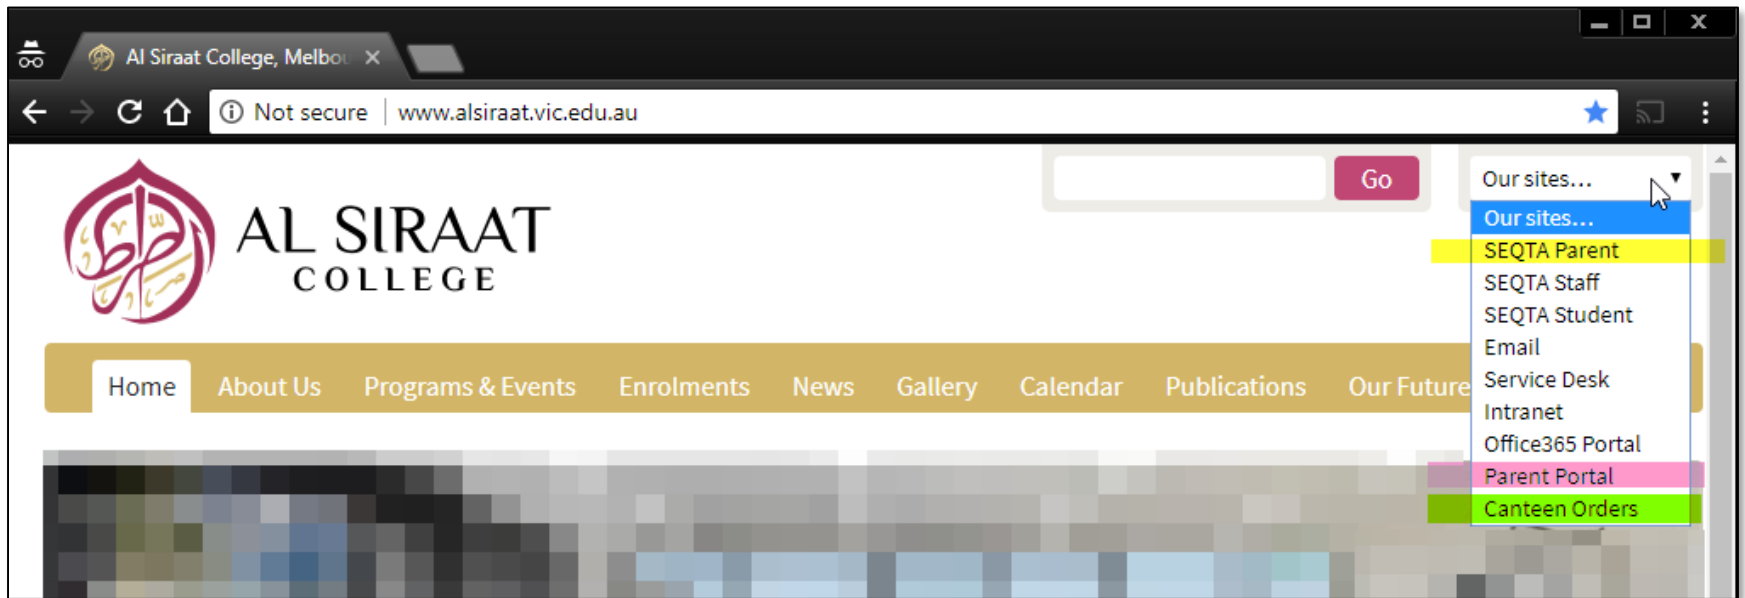 Al Siraat College, Melbou
Not secure www.alsiraat.vic.edu.au
Go
Our sites...
AL SIRAAT
COLLEGE
Our sites...
SEQTA Parent
SEQTA Staff
SEQTA Student
Email
Service Desk
Intranet
Office365 Portal
Parent Portal
Canteen Orders
Home About Us Programs & Events Enrolments News Gallery Calendar Publications Our Future